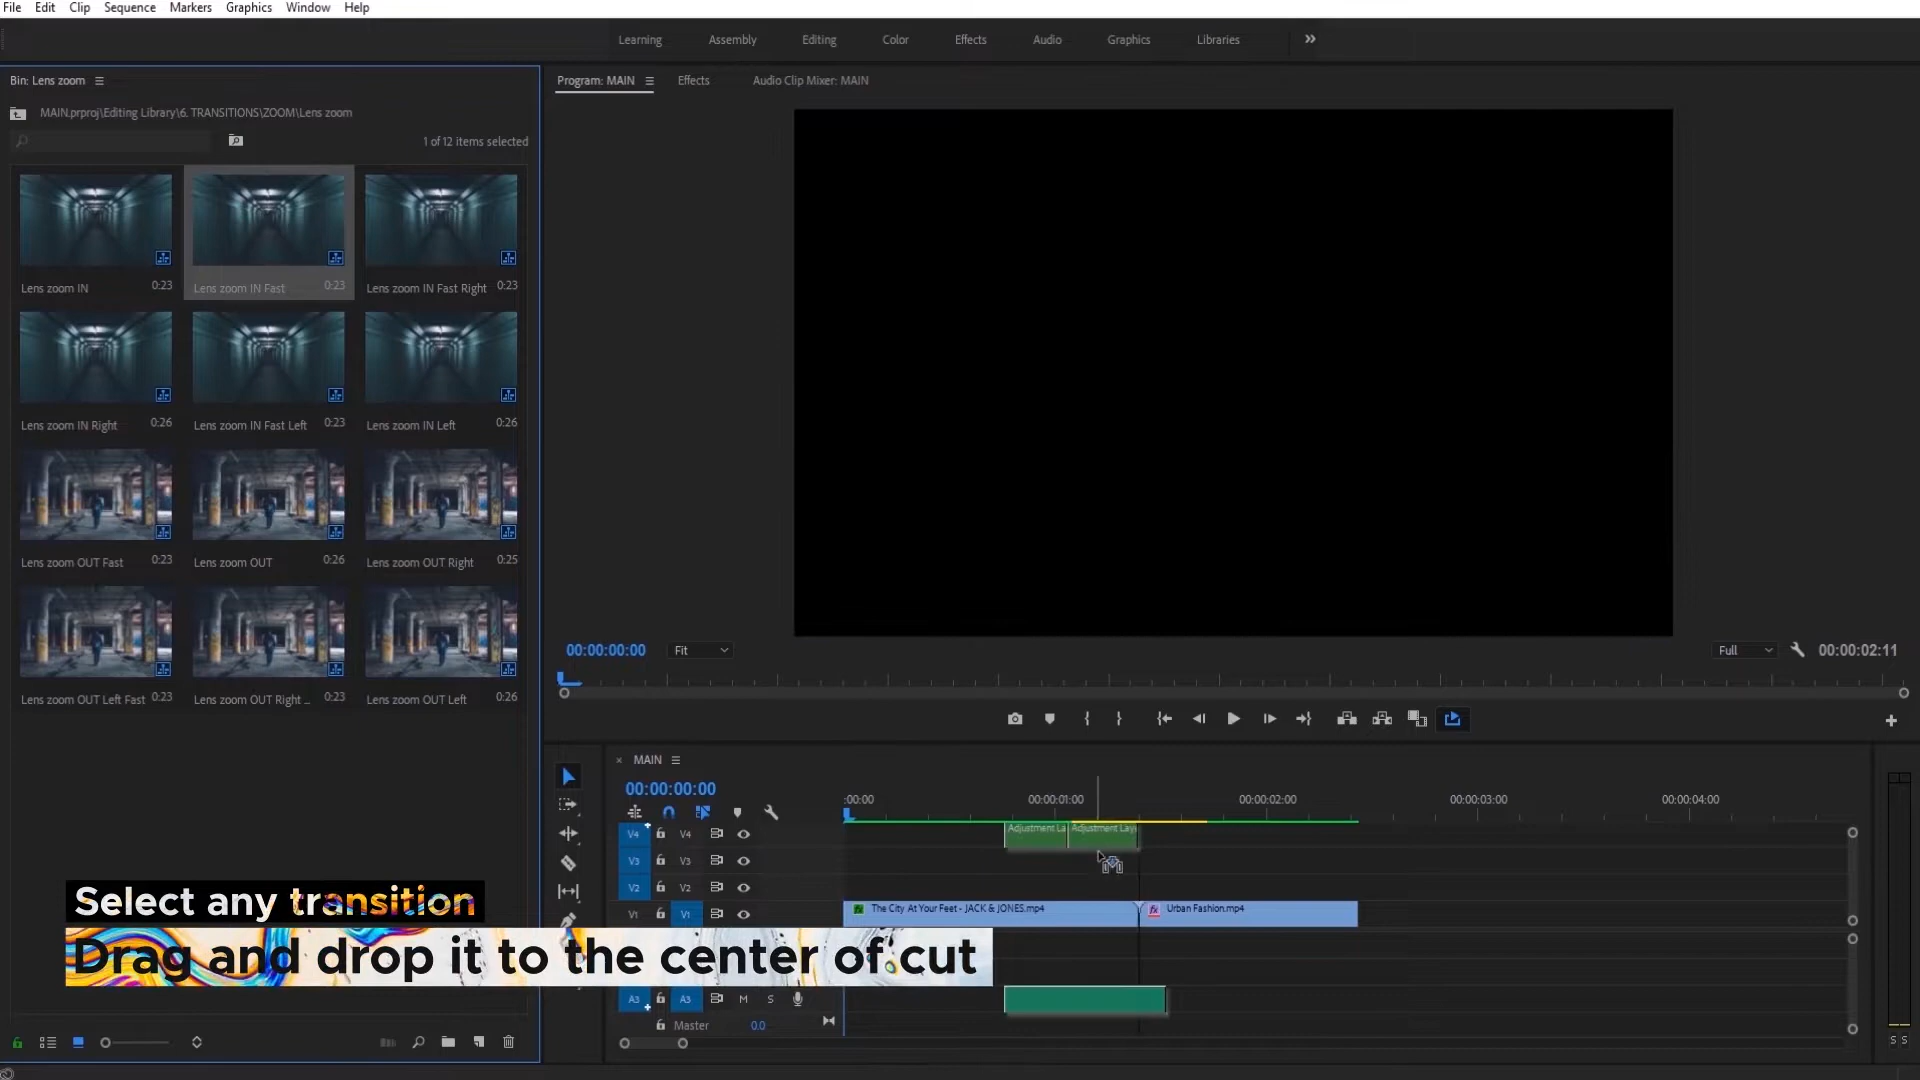 File Edit Clip Sequence Markers Graphics Window Help
Learning Assembly Editing Color Effects Audio Graphics Libraries
Bin: Lens zoom
MAIN.prproj\Editing Library\6. TRANSITIONS\ZOOM\Lens zoom
1 of 12 items selected
Lens zoom IN 0:23
Lens zoom IN Fast 0:23
Lens zoom IN Fast Right 0:23
Lens zoom IN Right 0:26
Lens zoom IN Fast Left 0:23
Lens zoom IN Left 0:26
Lens zoom OUT Fast 0:23
Lens zoom OUT 0:26
Lens zoom OUT Right 0:25
Lens zoom OUT Left Fast 0:23
Lens zoom OUT Right ... 0:23
Lens zoom OUT Left 0:26
Program: MAIN Effects Audio Clip Mixer: MAIN
00:00:00:00 Fit Full 00:00:02:11
MAIN
00:00:00:00
:00:00 00:00:01:00 00:00:02:00 00:00:03:00 00:00:04:00
V4 V4 Adjustment La Adjustment Lay
V3 V3
V2 V2
V1 V1 The City At Your Feet - JACK & JONES.mp4 fx Urban Fashion.mp4
Select any transition
Drag and drop it to the center of cut
A3 A3 M S
Master 0.0
S S